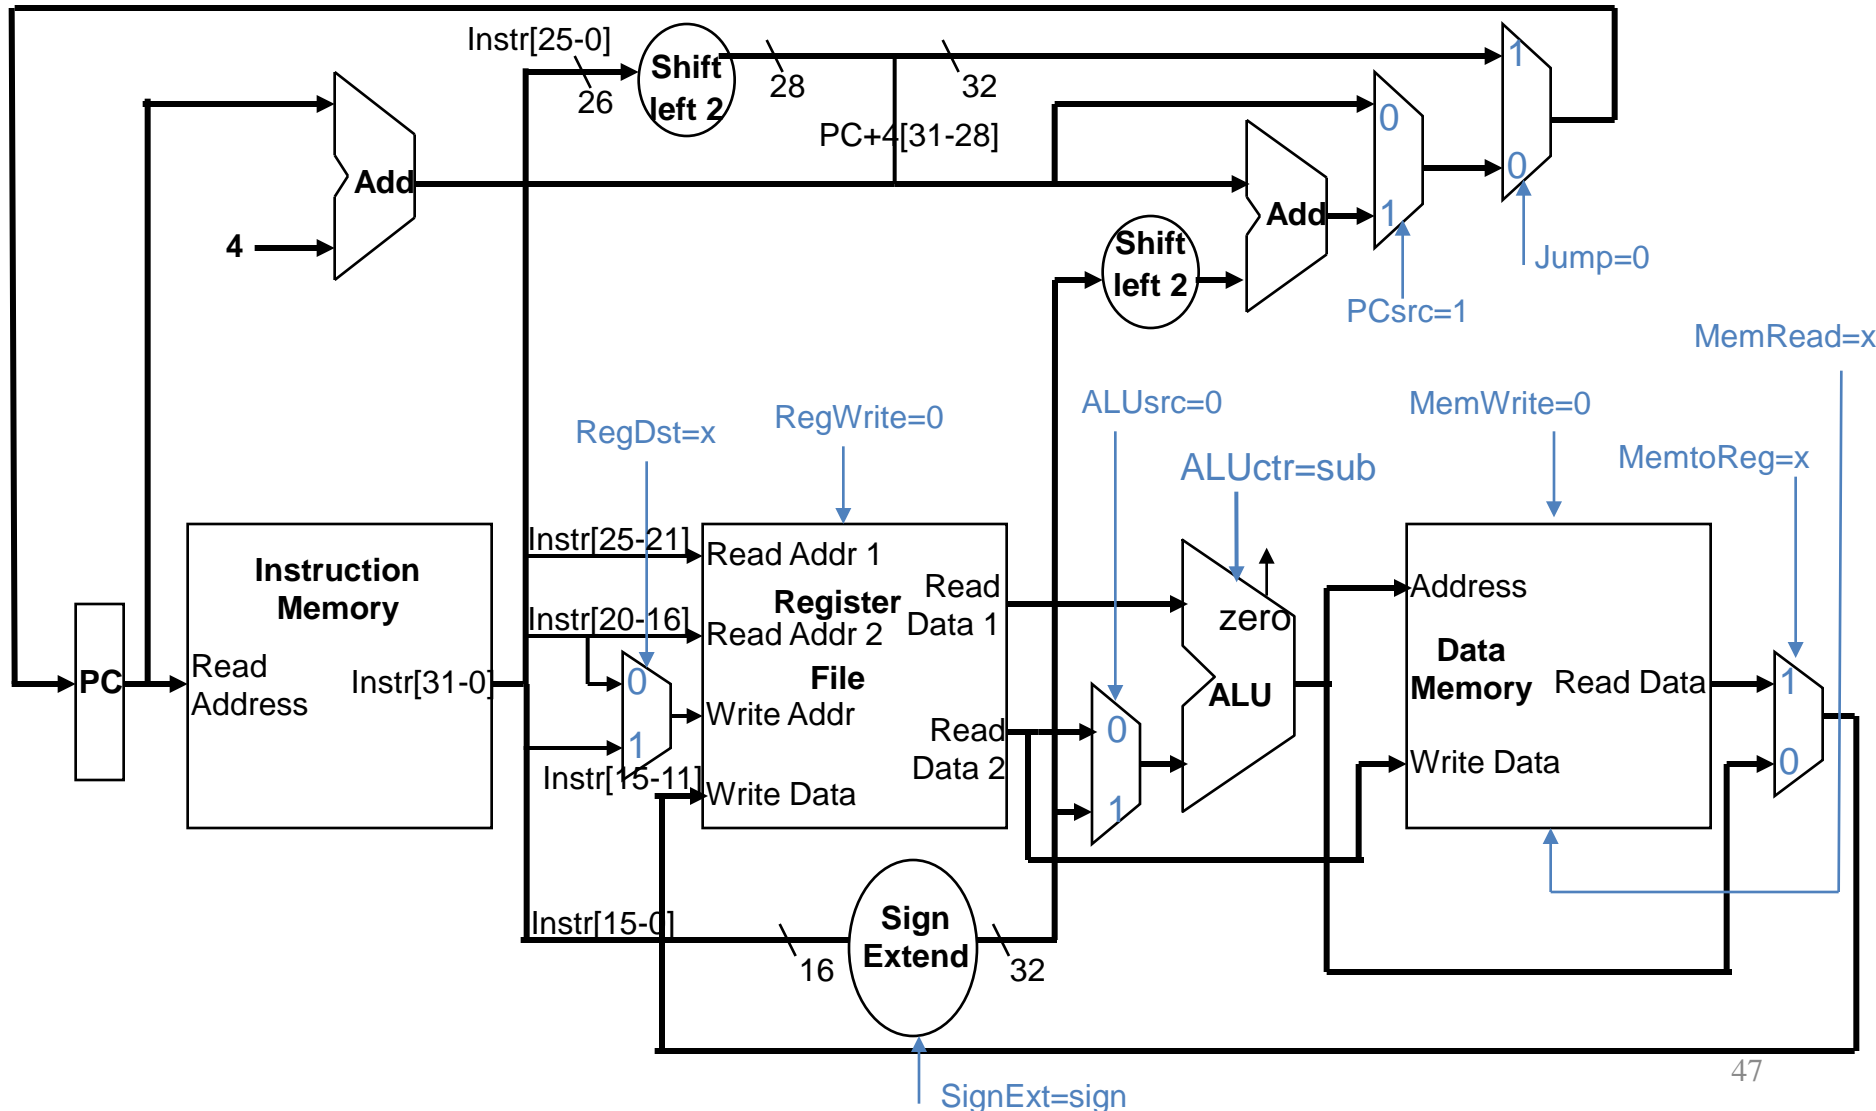 Instr[25-0]
26
Shift
left 2
28
32
PC+4[31-28]
1
0
0
1
Add
4
Add
Shift
left 2
Jump=0
PCsrc=1
MemRead=x
RegDst=x
RegWrite=0
ALUsrc=0
MemWrite=0
ALUctr=sub
MemtoReg=x
Instruction
Memory
Read
Address
Instr[31-0]
PC
Instr[25-21]
Instr[20-16]
0
1
Instr[15-11]
Read Addr 1
Register
Read Addr 2
File
Write Addr
Write Data
Read
Data 1
Read
Data 2
0
1
zero
ALU
Address
Data
Memory
Read Data
Write Data
1
0
Instr[15-0]
16
Sign
Extend
32
SignExt=sign
47